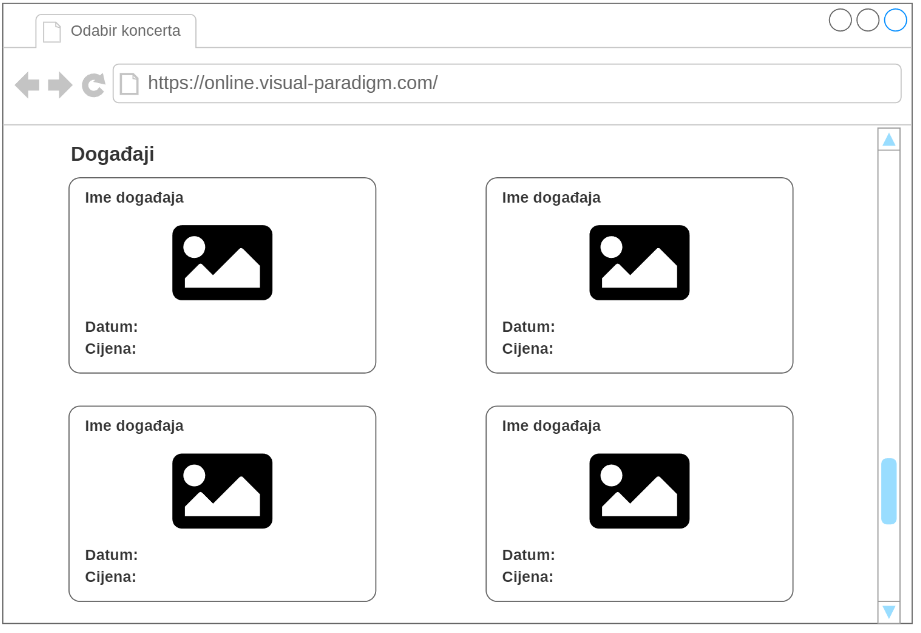 Odabir koncerta
https://online.visual-paradigm.com/
Događaji
Ime događaja
Datum:
Cijena:
Ime događaja
Datum:
Cijena:
Ime događaja
Datum:
Cijena:
Ime događaja
Datum:
Cijena: